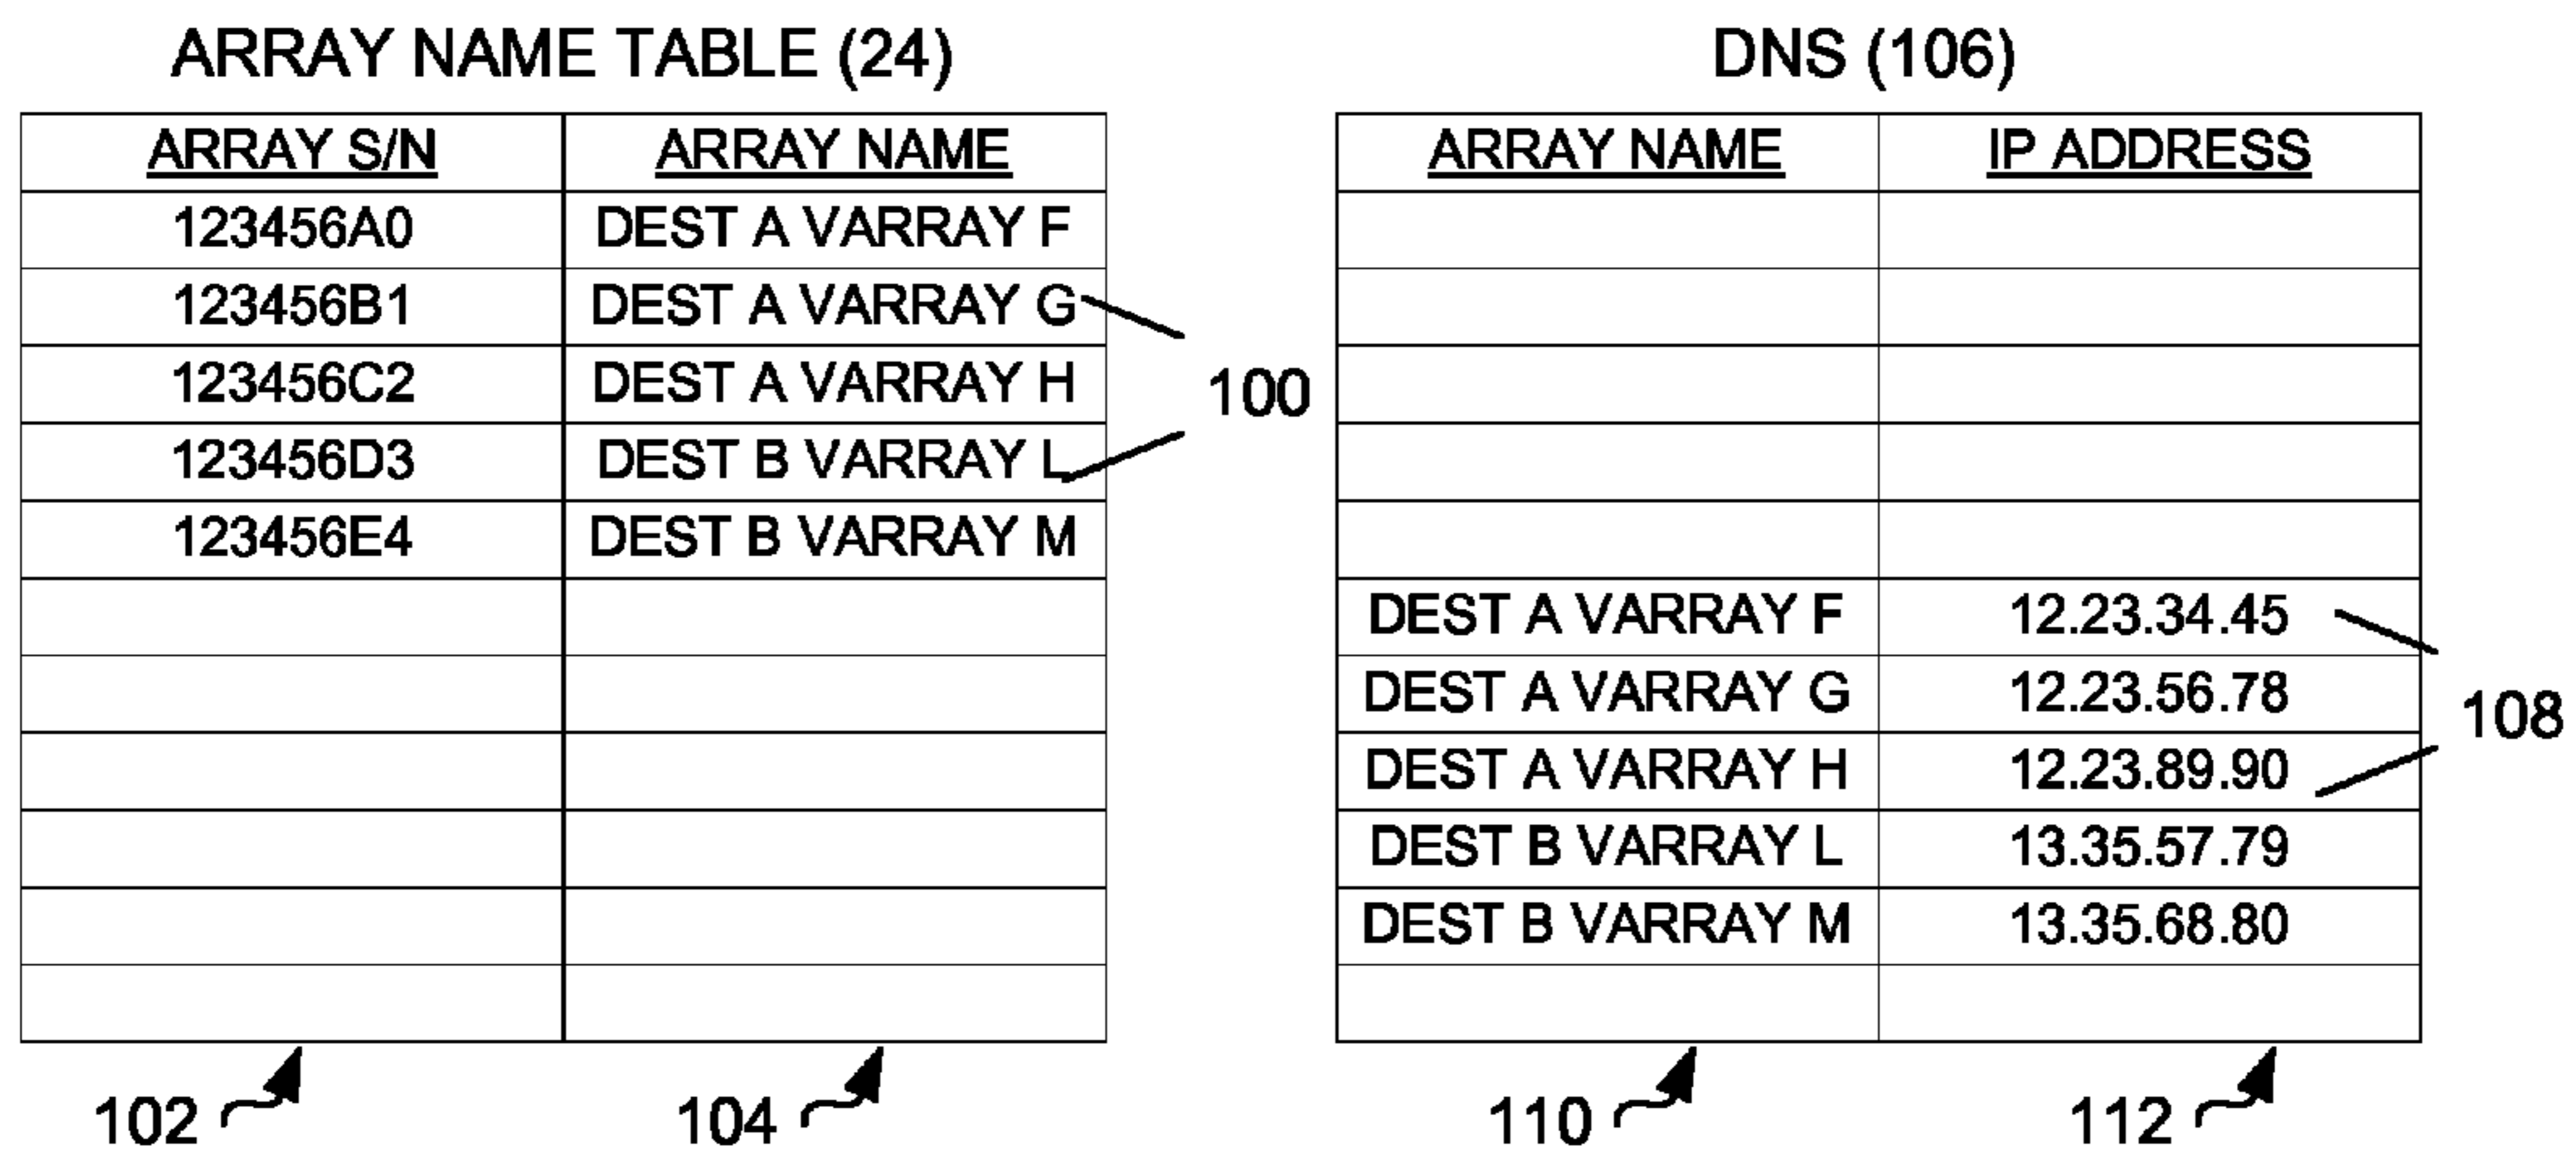 ARRAY NAME TABLE (24)
ARRAY S/N ARRAY NAME
123456A0 DEST A VARRAY F
123456B1 DEST A VARRAY G
123456C2 DEST A VARRAY H
123456D3 DEST B VARRAY L
123456E4 DEST B VARRAY M
100
102 104
DNS (106)
ARRAY NAME IP ADDRESS
DEST A VARRAY F 12.23.34.45
DEST A VARRAY G 12.23.56.78
DEST A VARRAY H 12.23.89.90
DEST B VARRAY L 13.35.57.79
DEST B VARRAY M 13.35.68.80
108
110 112